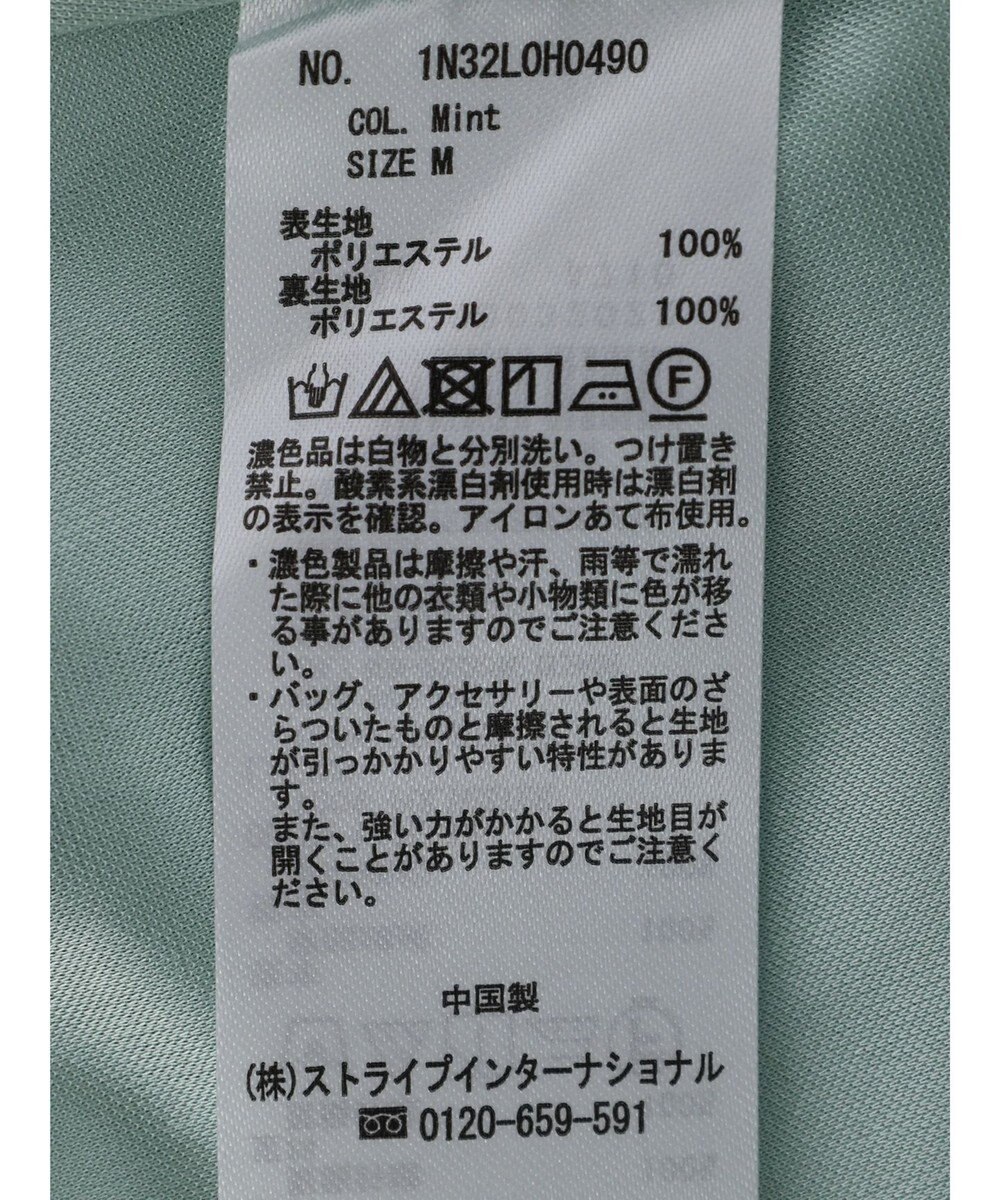 NO. 1N32L0H0490
COL. Mint
SIZE M
表生地
ポリエステル 100%
裏生地
ポリエステル 100%
F
濃色品は白物と分別洗い。つけ置き
禁止。酸素系漂白剤使用時は漂白剤
の表示を確認。アイロンあて布使用。
・濃色製品は摩擦や汗、雨等で濡れ
た際に他の衣類や小物類に色が移
る事がありますのでご注意くださ
い。
・バッグ、アクセサリーや表面のざ
らついたものと摩擦されると生地
が引っかかりやすい特性がありま
す。
また、強い力がかかると生地目が
開くことがありますのでご注意く
ださい。
中国製
(株)ストライプインターナショナル
0120-659-591